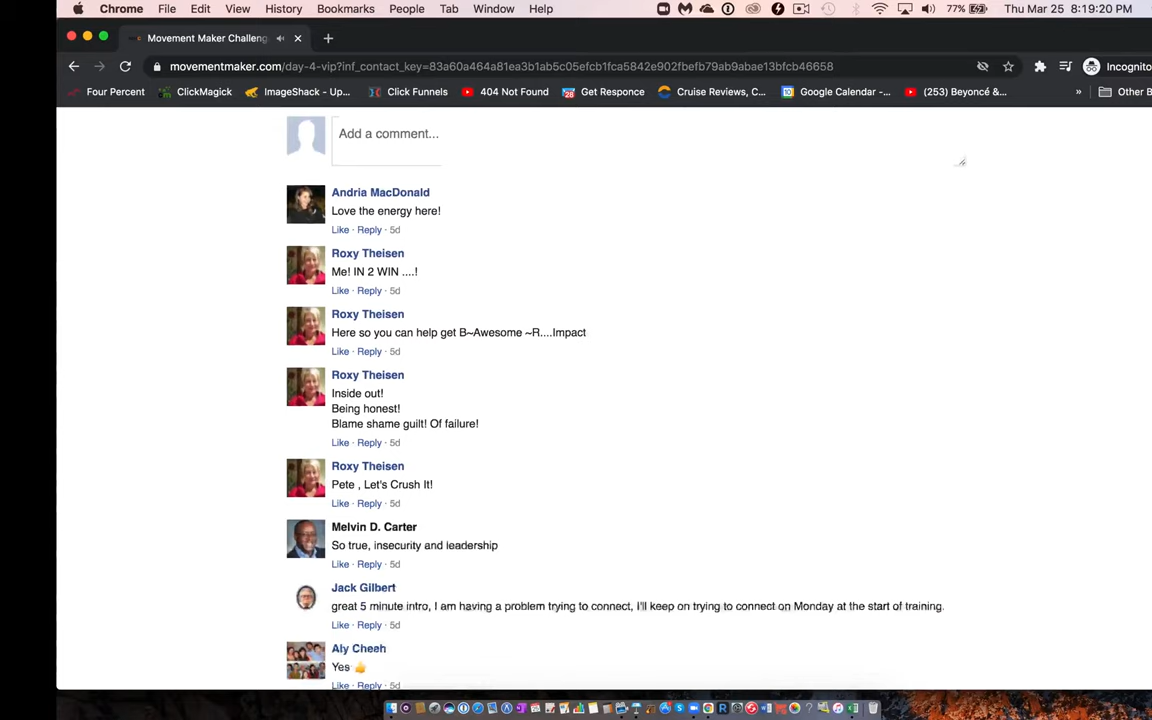 Chrome File Edit View History Bookmarks People Tab Window Help 77% Thu Mar 25 8:19:20 PM
Movement Maker Challeng
movementmaker.com/day-4-vip?inf_contact_key=83a60a464a81ea3b1ab5c05efcb1fca5842e902fbefb79ab9abae13bfcb46658 Incognito
Four Percent ClickMagick ImageShack - Up... Click Funnels 404 Not Found Get Responce Cruise Reviews, C... Google Calendar -... (253) Beyoncé &... » Other B
Add a comment...
Andria MacDonald
Love the energy here!
Like · Reply · 5d
Roxy Theisen
Me! IN 2 WIN ....!
Like · Reply · 5d
Roxy Theisen
Here so you can help get B~Awesome ~R....Impact
Like · Reply · 5d
Roxy Theisen
Inside out!
Being honest!
Blame shame guilt! Of failure!
Like · Reply · 5d
Roxy Theisen
Pete , Let's Crush It!
Like · Reply · 5d
Melvin D. Carter
So true, insecurity and leadership
Like · Reply · 5d
Jack Gilbert
great 5 minute intro, I am having a problem trying to connect, I'll keep on trying to connect on Monday at the start of training.
Like · Reply · 5d
Aly Cheah
Yes 👍
Like · Reply · 5d